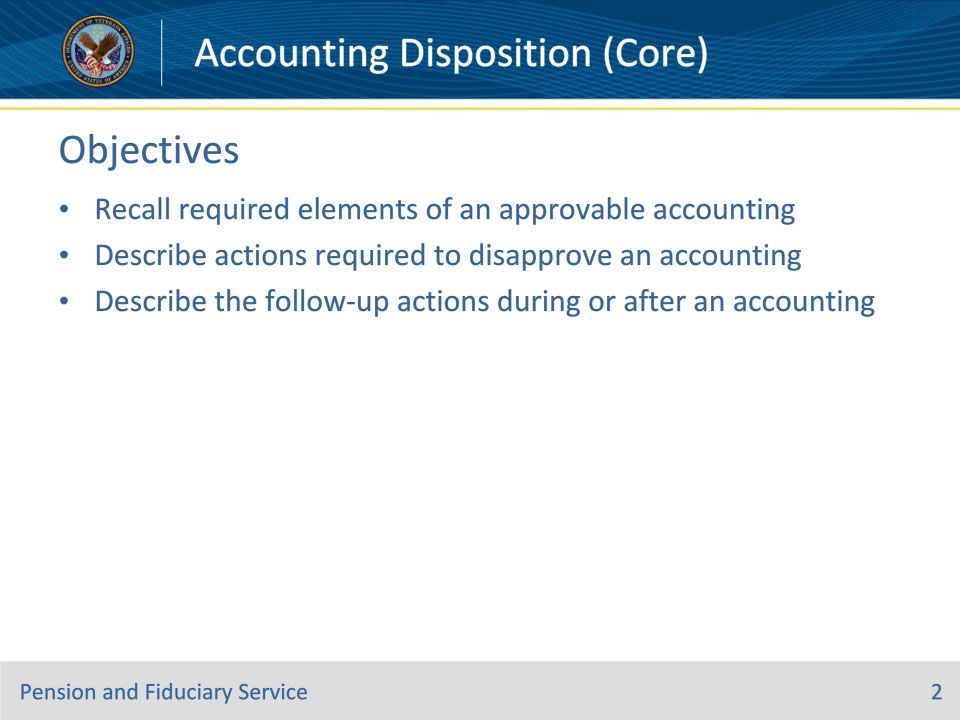 Accounting Disposition (Core)
Objectives
• Recall required elements of an approvable accounting
• Describe actions required to disapprove an accounting
• Describe the follow-up actions during or after an accounting
Pension and Fiduciary Service
2